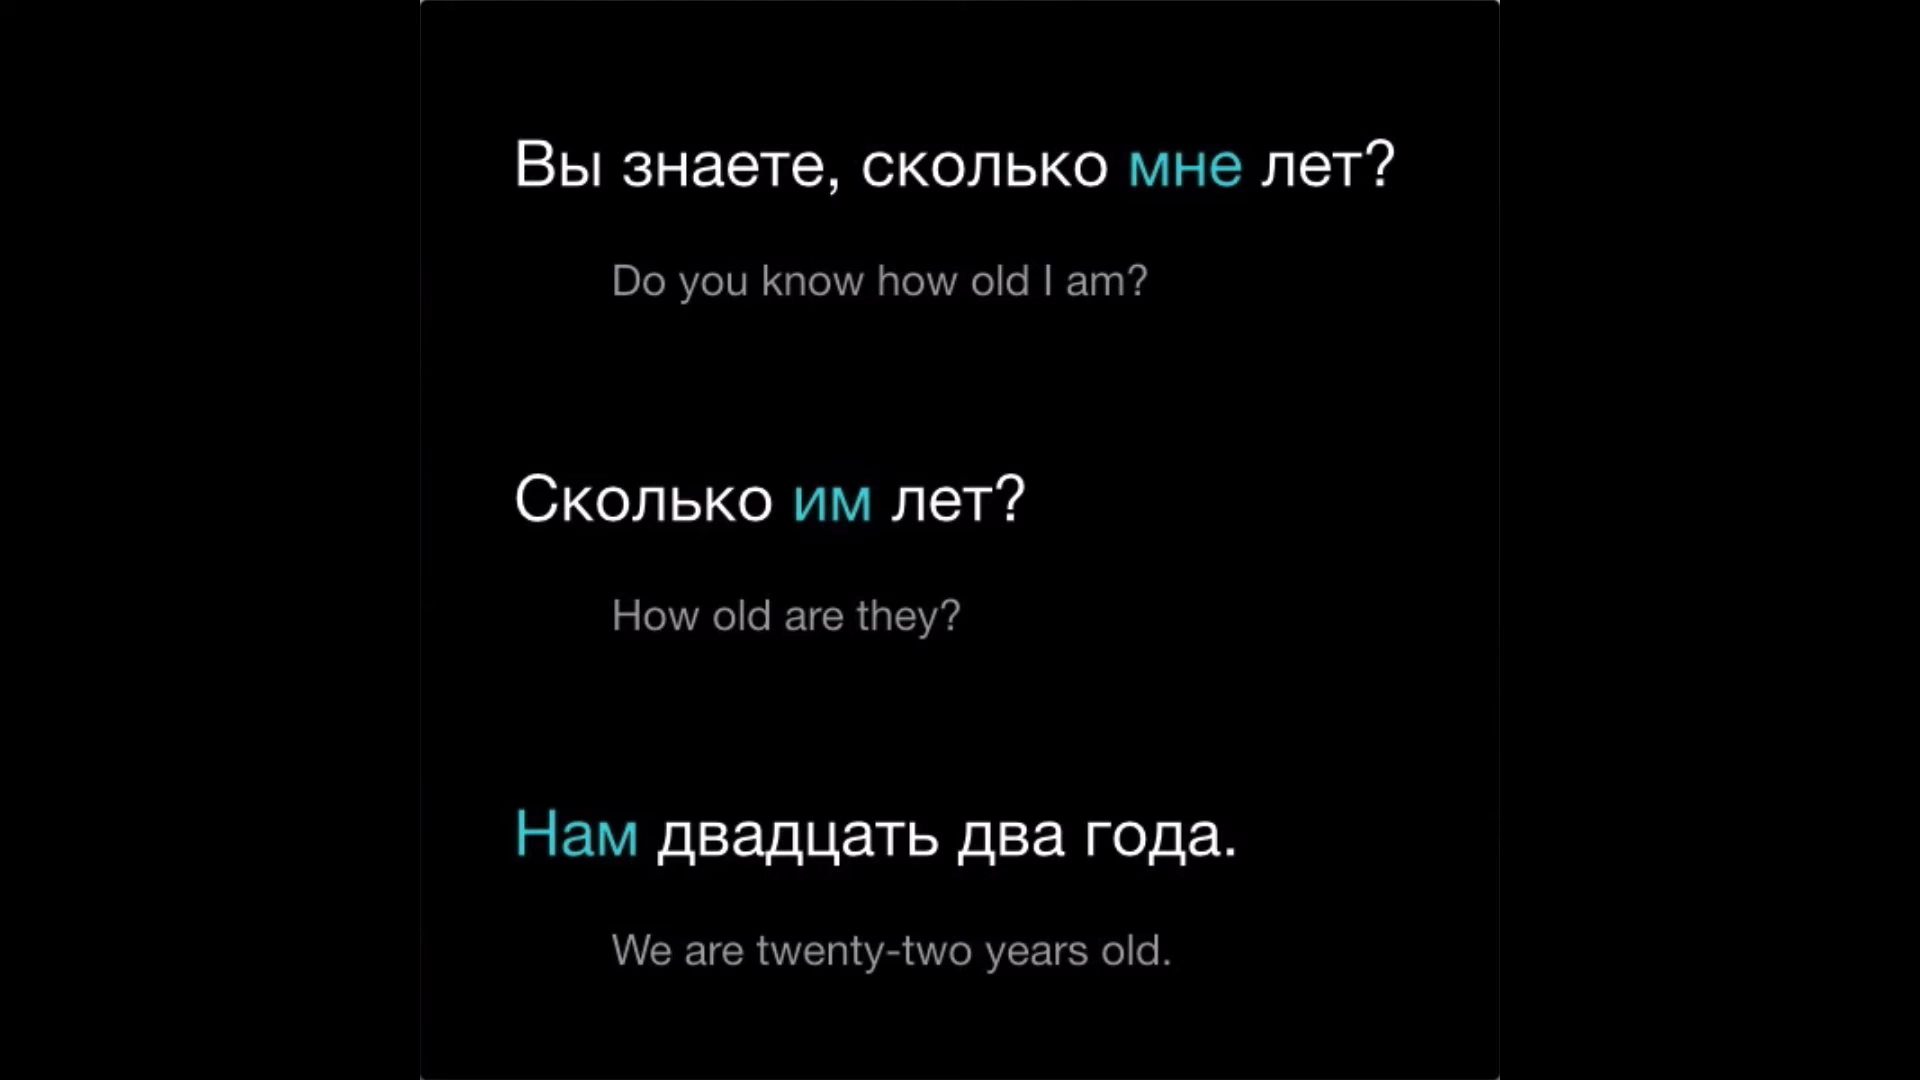 Вы знаете, сколько мне лет?
Do you know how old I am?
Сколько им лет?
How old are they?
Нам двадцать два года.
We are twenty-two years old.